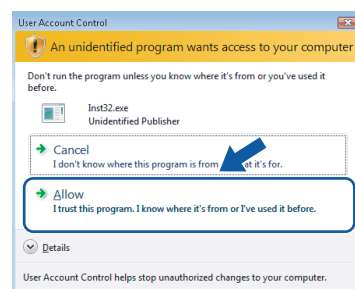 User Account Control
An unidentified program wants access to your computer
Don't run the program unless you know where it's from or you've used it
before.
Inst32.exe
Unidentified Publisher
Cancel
I don't know where this program is from at it's for.
Allow
I trust this program. I know where it's from or I've used it before.
Details
User Account Control helps stop unauthorized changes to your computer.